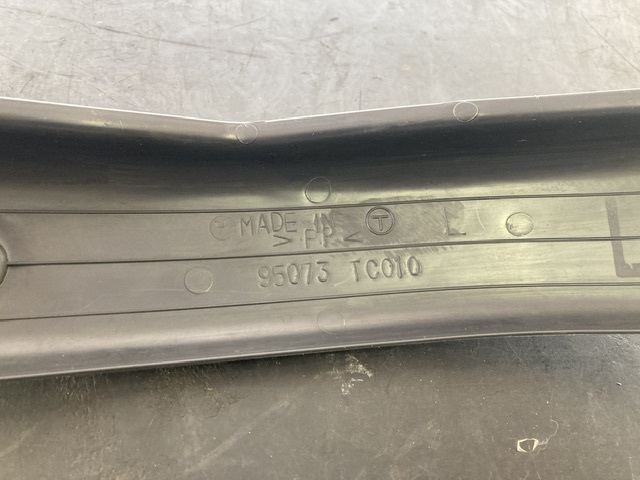 MADE IN T L
>PP<
95073 TC010
L